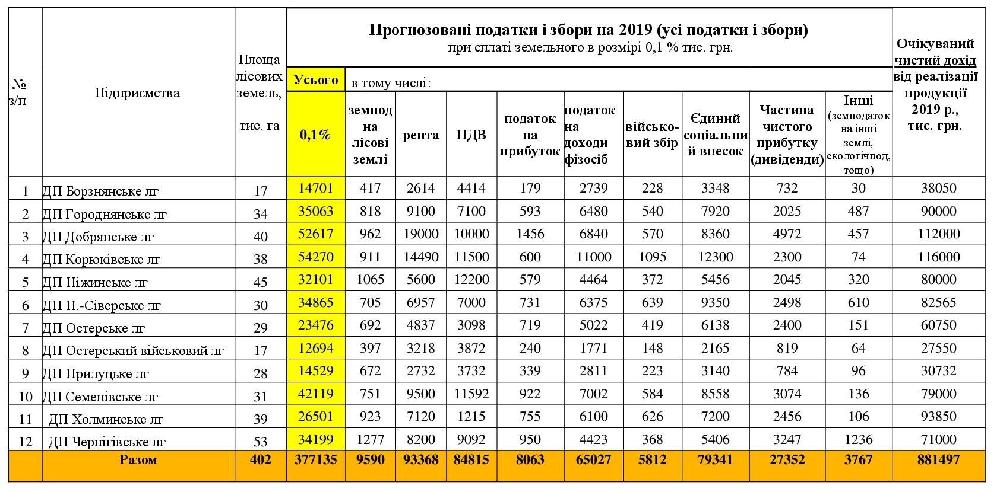 №
з/п
Підприємства
Площа
лісових
земель,
тис. га
Прогнозовані податки і збори на 2019 (усі податки і збори)
при сплаті земельного в розмірі 0,1 % тис. грн.
Усього
в тому числі:
0,1%
земпод
на
лісові
землі
рента
ПДВ
податок
на
прибуток
податок
на
доходи
фізосіб
військо-
вий збір
Єдиний
соціальни
й внесок
Частина
чистого
прибутку
(дивіденди)
Інші
(земподаток
на інші
землі,
екологічпод,
тощо)
Очікуваний
чистий дохід
від реалізації
продукції
2019 р.,
тис. грн.
1 ДП Борзнянське лг 17 14701 417 2614 4414 179 2739 228 3348 732 30 38050
2 ДП Городнянське лг 34 35063 818 9100 7100 593 6480 540 7920 2025 487 90000
3 ДП Добрянське лг 40 52617 962 19000 10000 1456 6840 570 8360 4972 457 112000
4 ДП Корюківське лг 38 54270 911 14490 11500 600 11000 1095 12300 2300 74 116000
5 ДП Ніжинське лг 45 32101 1065 5600 12200 579 4464 372 5456 2045 320 80000
6 ДП Н.-Сіверське лг 30 34865 705 6957 7000 731 6375 639 9350 2498 610 82565
7 ДП Остерське лг 29 23476 692 4837 3098 719 5022 419 6138 2400 151 60750
8 ДП Остерський військовий лг 17 12694 397 3218 3872 240 1771 148 2165 819 64 27550
9 ДП Прилуцьке лг 28 14529 672 2732 3732 339 2811 223 3140 784 96 30732
10 ДП Семенівське лг 31 42119 751 9500 11592 922 7002 584 8558 3074 136 79000
11 ДП Холминське лг 39 26501 923 7120 1215 755 6100 626 7200 2456 106 93850
12 ДП Чернігівське лг 53 34199 1277 8200 9092 950 4423 368 5406 3247 1236 71000
Разом 402 377135 9590 93368 84815 8063 65027 5812 79341 27352 3767 881497